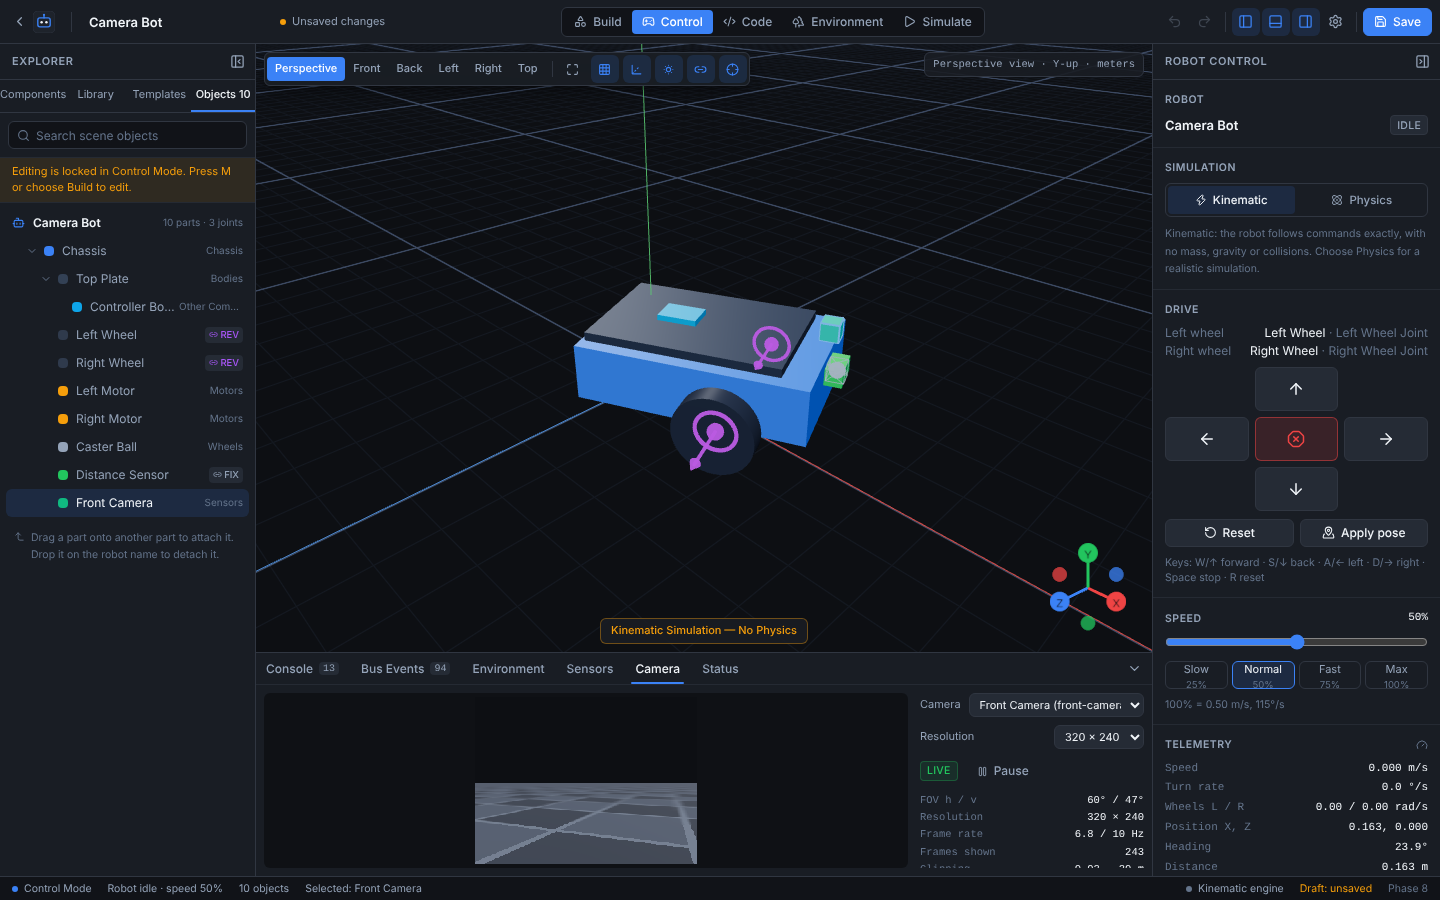 Camera Bot
Unsaved changes
Build
Control
Code
Environment
Simulate
Save
EXPLORER
Components
Library
Templates
Objects 10
Search scene objects
Editing is locked in Control Mode. Press M
or choose Build to edit.
Camera Bot
10 parts · 3 joints
Chassis
Chassis
Top Plate
Bodies
Controller Bo...
Other Com...
Left Wheel
REV
Right Wheel
REV
Left Motor
Motors
Right Motor
Motors
Caster Ball
Wheels
Distance Sensor
FIX
Front Camera
Sensors
Drag a part onto another part to attach it.
Drop it on the robot name to detach it.
Perspective
Front
Back
Left
Right
Top
Perspective view · Y-up · meters
Y
Z
X
Kinematic Simulation — No Physics
Console 13
Bus Events 94
Environment
Sensors
Camera
Status
Camera
Front Camera (front-camera
Resolution
320 × 240
LIVE
Pause
FOV h / v
60° / 47°
Resolution
320 × 240
Frame rate
6.8 / 10 Hz
Frames shown
243
ROBOT CONTROL
ROBOT
Camera Bot
IDLE
SIMULATION
Kinematic
Physics
Kinematic: the robot follows commands exactly, with
no mass, gravity or collisions. Choose Physics for a
realistic simulation.
DRIVE
Left wheel
Left Wheel · Left Wheel Joint
Right wheel
Right Wheel · Right Wheel Joint
Reset
Apply pose
Keys: W/↑ forward · S/↓ back · A/← left · D/→ right ·
Space stop · R reset
SPEED
50%
Slow
25%
Normal
50%
Fast
75%
Max
100%
100% = 0.50 m/s, 115°/s
TELEMETRY
Speed
0.000 m/s
Turn rate
0.0 °/s
Wheels L / R
0.00 / 0.00 rad/s
Position X, Z
0.163, 0.000
Heading
23.9°
Distance
0.163 m
Control Mode
Robot idle · speed 50%
10 objects
Selected: Front Camera
Kinematic engine
Draft: unsaved
Phase 8